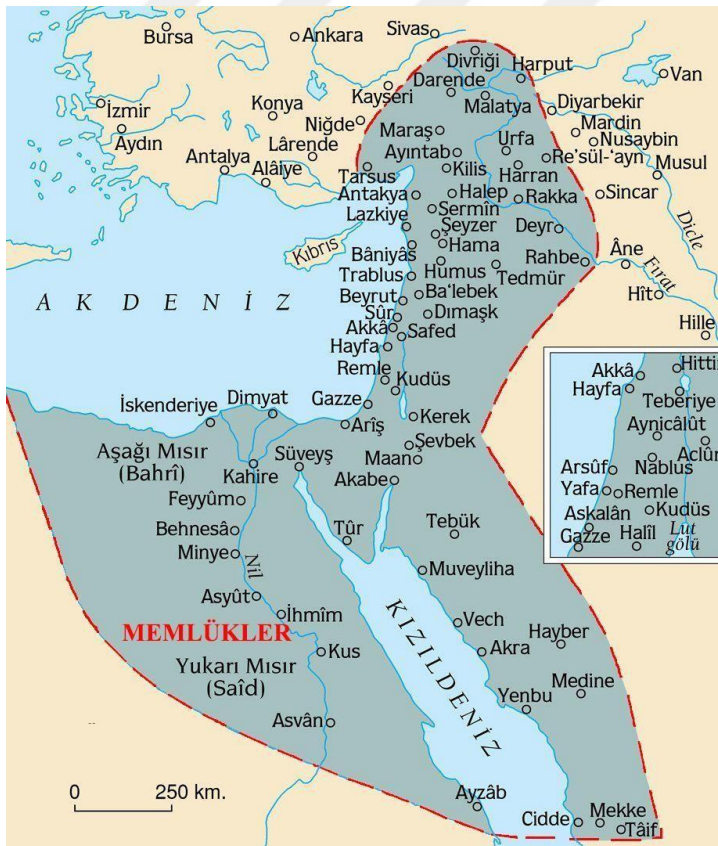 Bursa
Ankara
Sivas
Divriği
Harput
Van
Darende
Kayseri
Malatya
Diyarbekir
İzmir
Konya
Niğde
Mardin
Nusaybin
Aydın
Maraş
Urfa
Antalya
Lârende
Ayıntab
Re'sül-'ayn
Musul
Alâiye
Tarsus
Kilis
Harran
Antakya
Halep
Rakka
Sincar
Lazkiye
Sermîn
Şeyzer
Deyr
Dicle
Kıbrıs
Hama
Bâniyâs
Rahbe
Âne
Trablus
Humus
Tedmür
Fırat
AKDENİZ
Beyrut
Ba'lebek
Hît
Sûr
Dımaşk
Akkâ
Safed
Hille
Hayfa
Remle
Kudüs
Akkâ
Hittin
Hayfa
Teberiye
İskenderiye
Dimyat
Gazze
Arîş
Kerek
Aynicâlût
Aşağı Mısır
(Bahrî)
Süveyş
Şevbek
Maan
Aclûn
Kahire
Akabe
Arsûf
Nablus
Feyyûm
Yafa
Remle
Behnesâ
Tûr
Tebük
Askalân
Kudüs
Minye
Gazze
Halîl
Lut
gölü
Nil
Muveyliha
Asyût
İhmîm
MEMLÜKLER
Vech
Hayber
Yukarı Mısır
(Saîd)
Kus
KIZILDENİZ
Akra
Yenbu
Medine
Asvân
0
250 km.
Ayzâb
Cidde
Mekke
Tâif